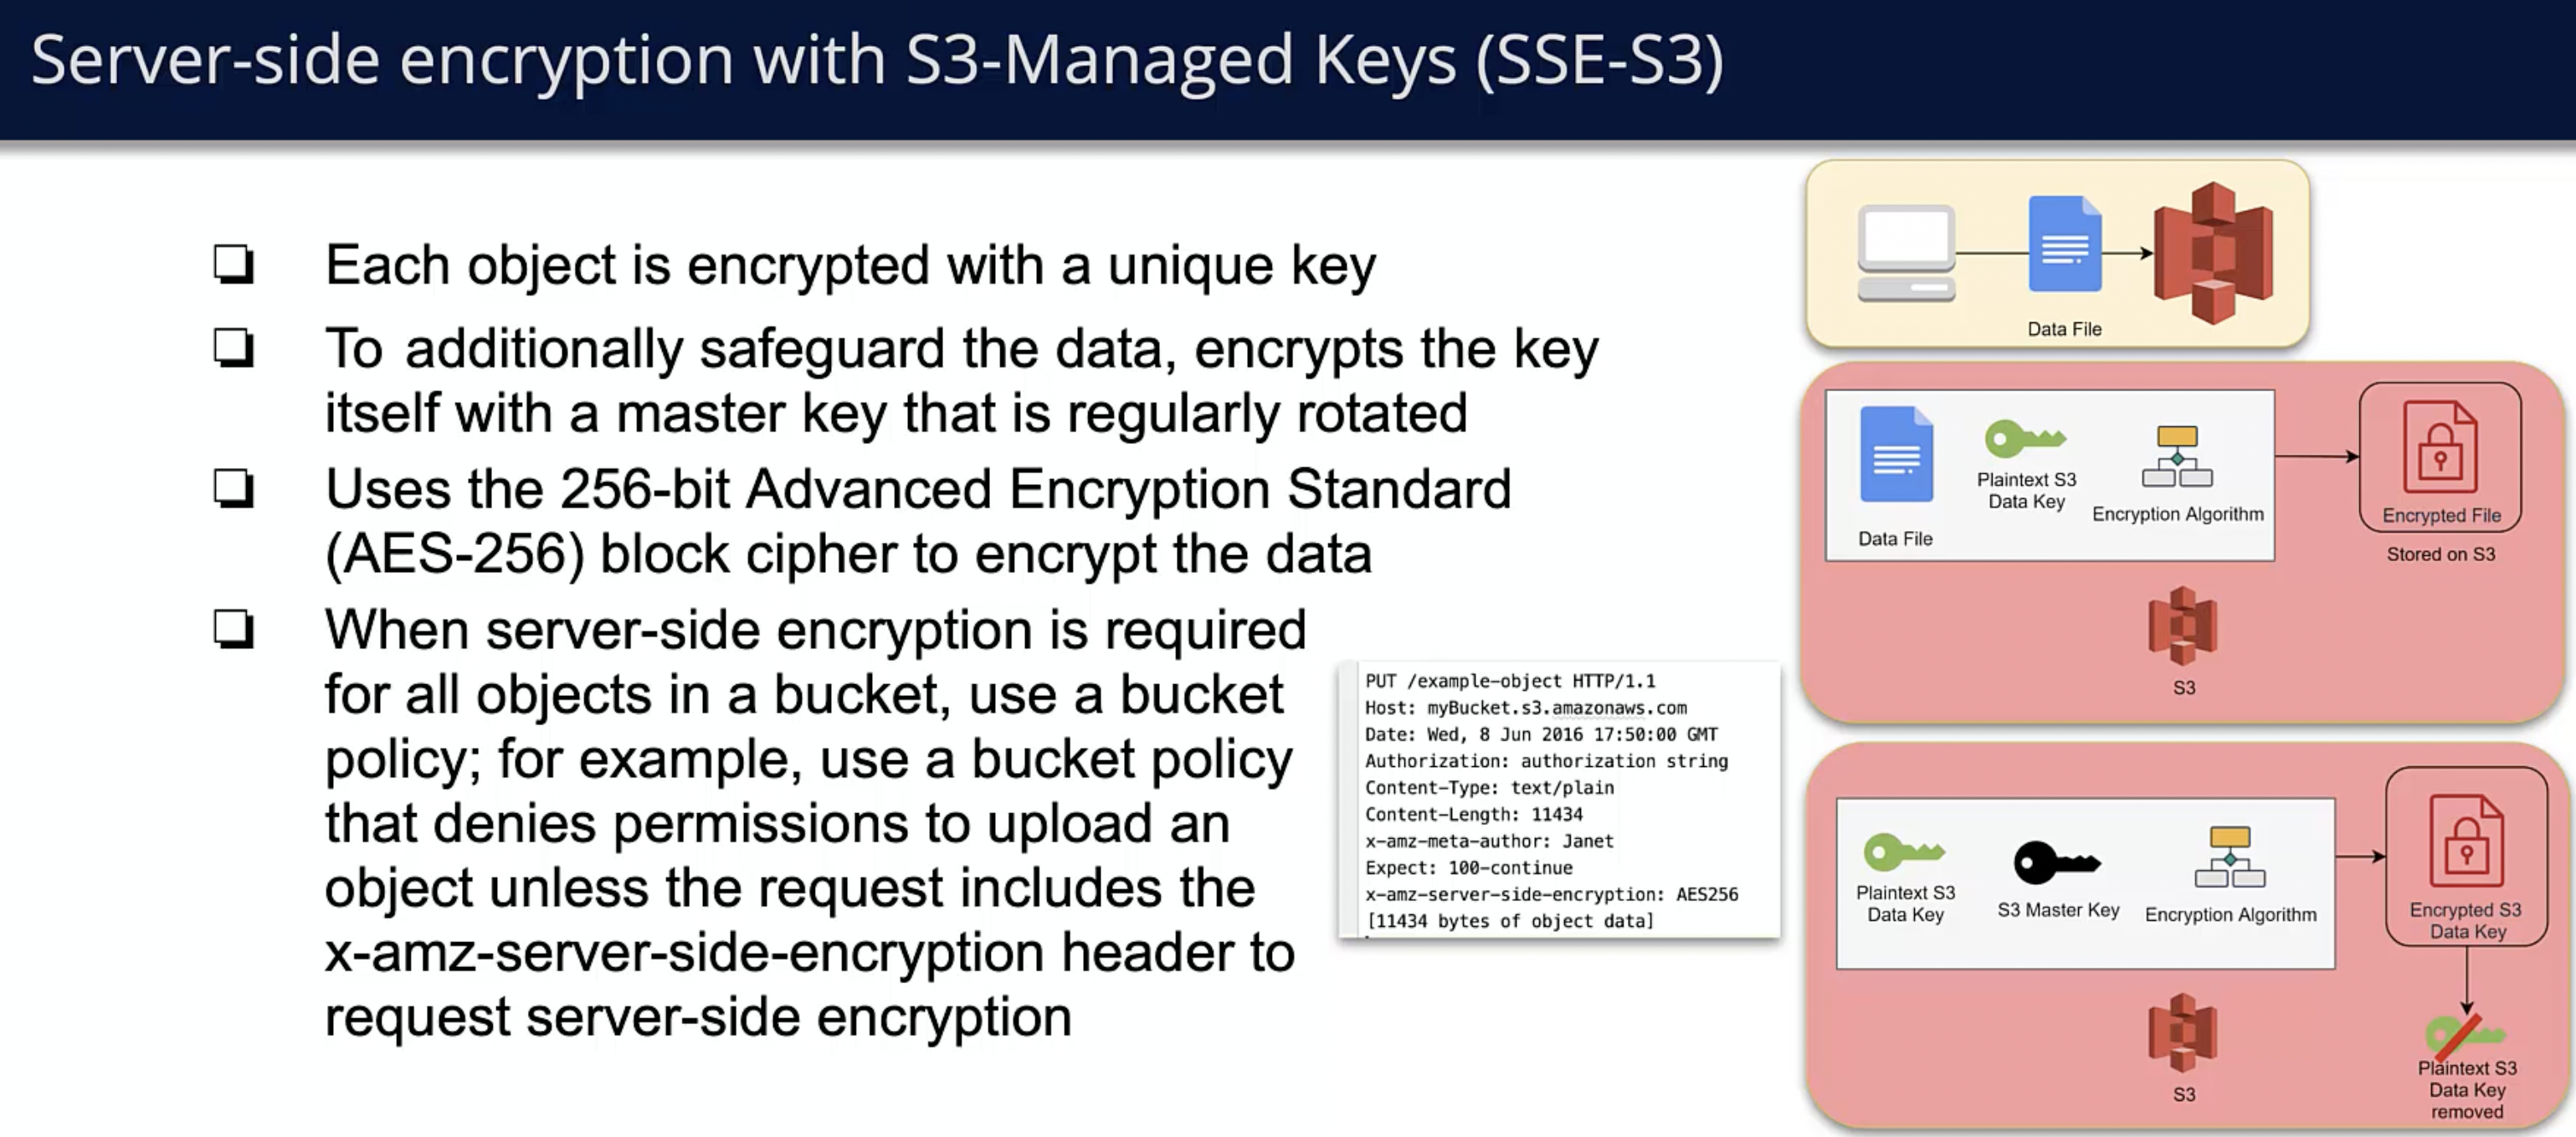 Server-side encryption with S3-Managed Keys (SSE-S3)
Each object is encrypted with a unique key
To additionally safeguard the data, encrypts the key
itself with a master key that is regularly rotated
Uses the 256-bit Advanced Encryption Standard
(AES-256) block cipher to encrypt the data
When server-side encryption is required
for all objects in a bucket, use a bucket
policy; for example, use a bucket policy
that denies permissions to upload an
object unless the request includes the
x-amz-server-side-encryption header to
request server-side encryption
PUT /example-object HTTP/1.1
Host: myBucket.s3.amazonaws.com
Date: Wed, 8 Jun 2016 17:50:00 GMT
Authorization: authorization string
Content-Type: text/plain
Content-Length: 11434
x-amz-meta-author: Janet
Expect: 100-continue
x-amz-server-side-encryption: AES256
[11434 bytes of object data]
Data File
Data File
Plaintext S3
Data Key
Encryption Algorithm
Encrypted File
Stored on S3
S3
Plaintext S3
Data Key
S3 Master Key
Encryption Algorithm
Encrypted S3
Data Key
S3
Plaintext S3
Data Key
removed